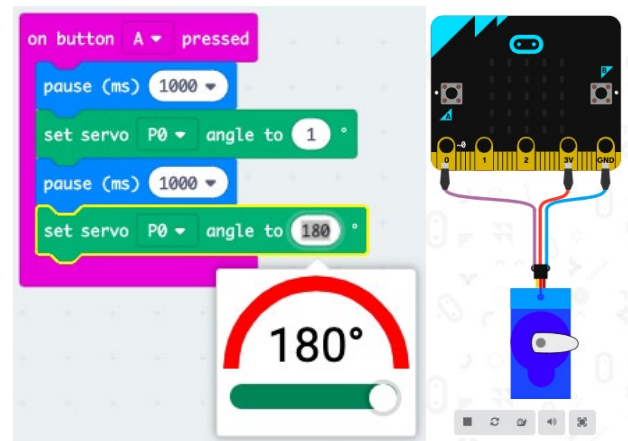 on button A pressed
pause (ms) 1000
set servo P0 angle to 1 °
pause (ms) 1000
set servo P0 angle to 180 °
180°
B
A
~0
0 1 2 3V GND